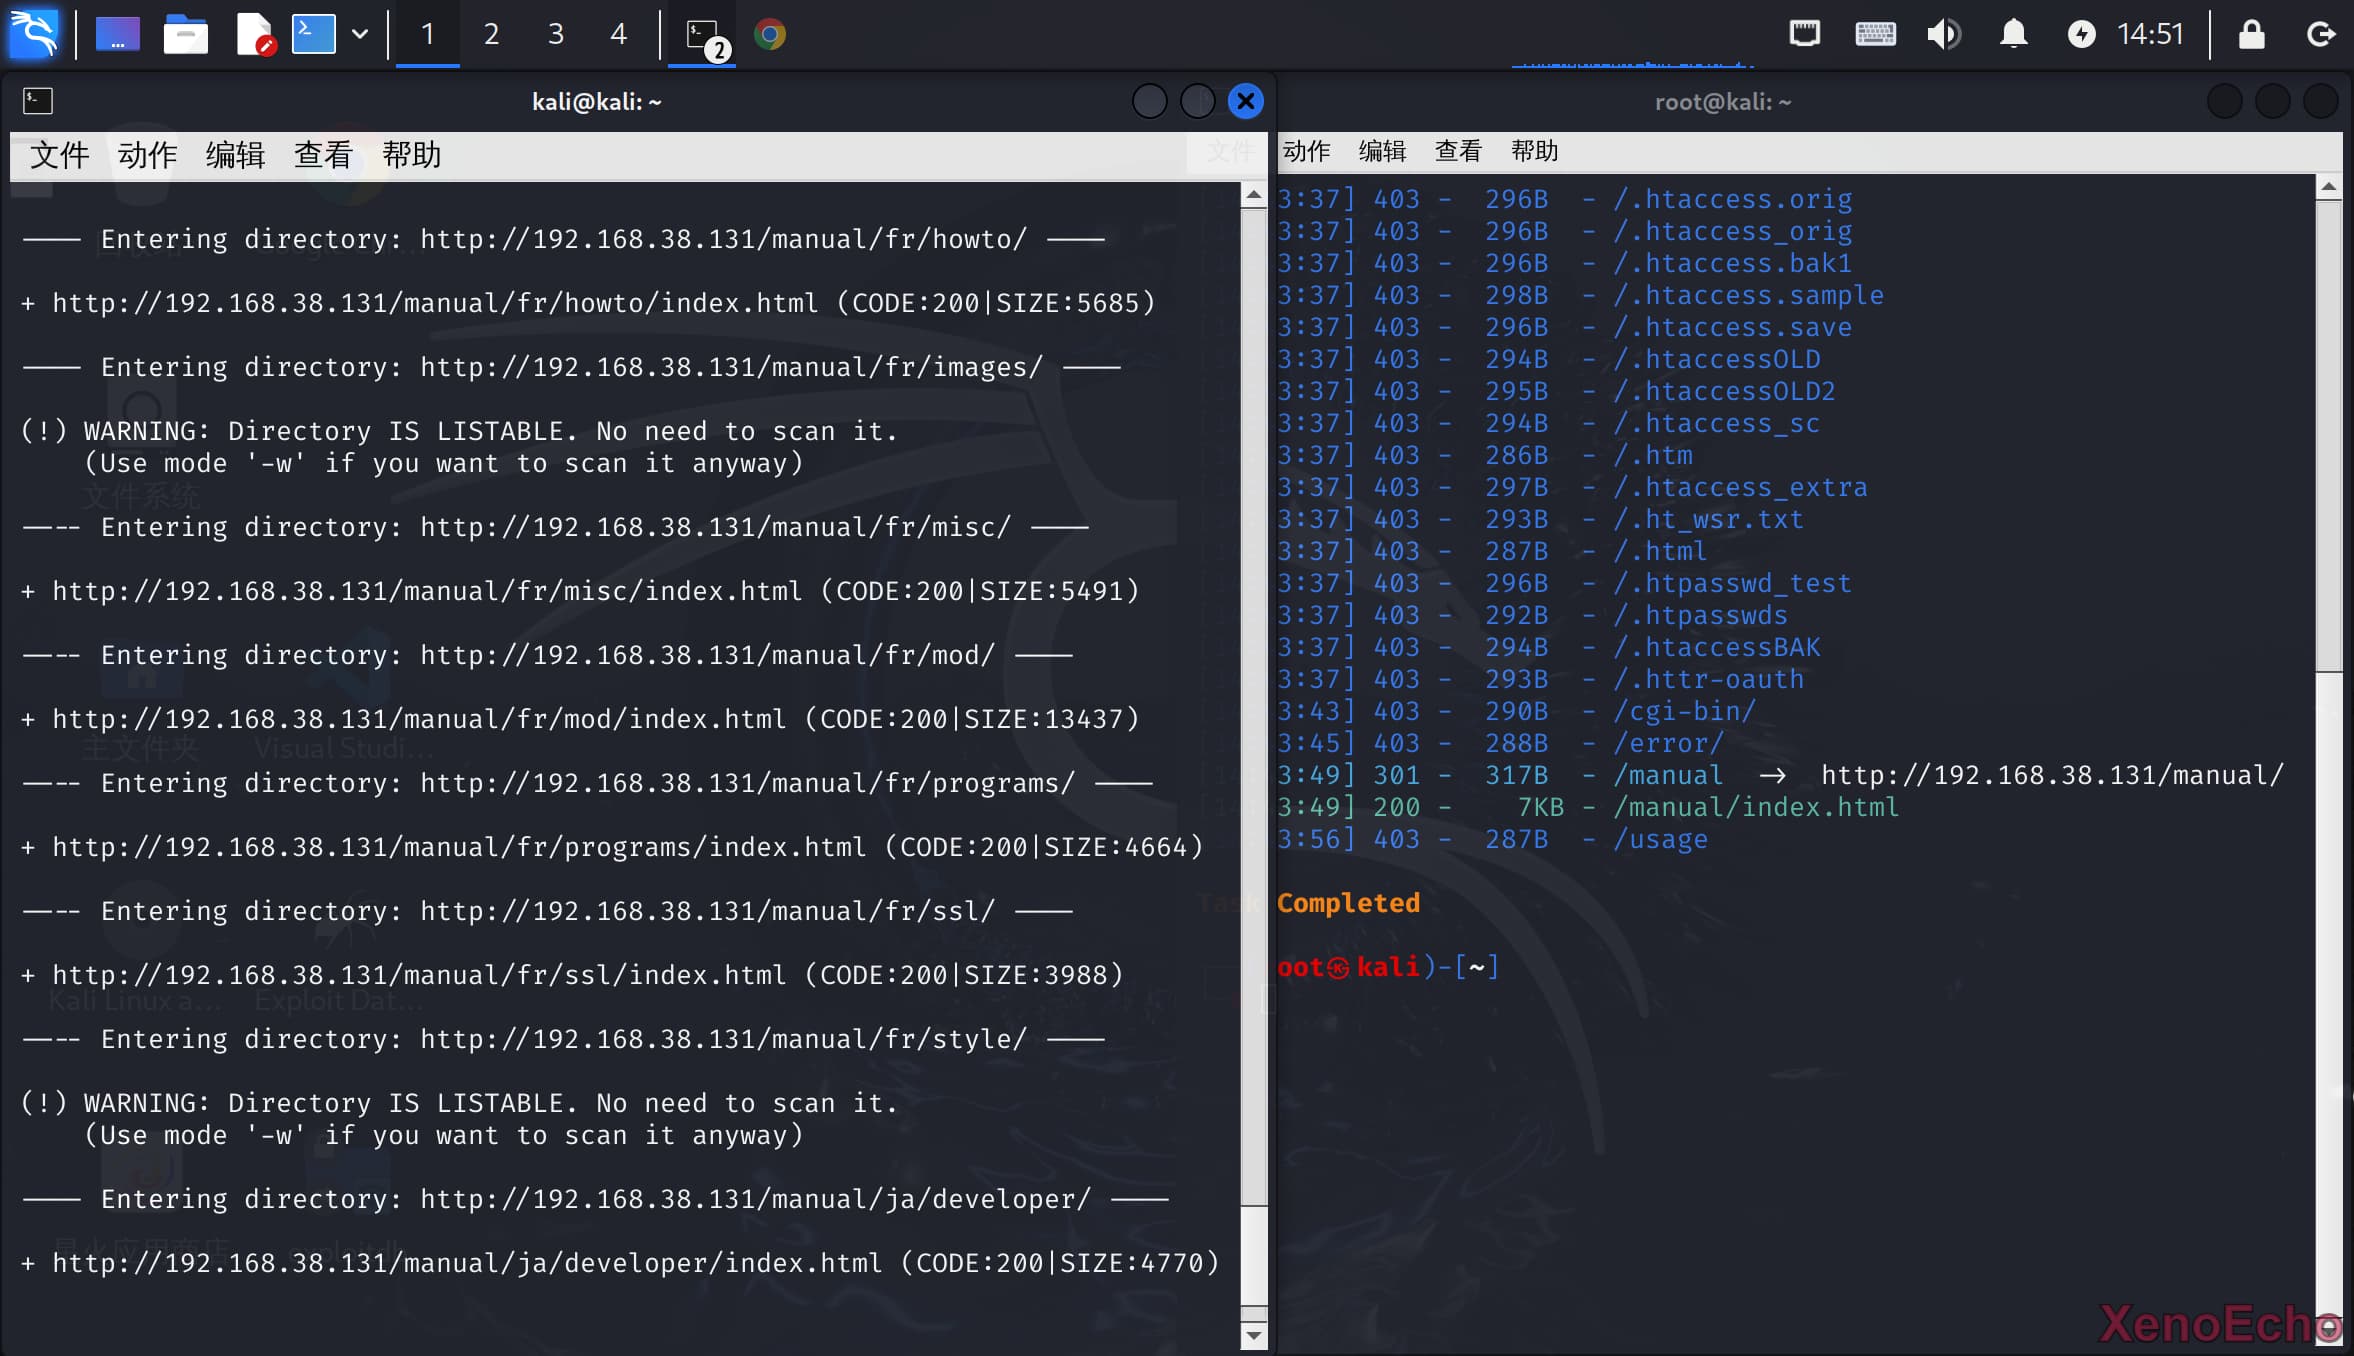 1 2 3 4 2 14:51
kali@kali: ~
文件 动作 编辑 查看 帮助
—— Entering directory: http://192.168.38.131/manual/fr/howto/ ——
+ http://192.168.38.131/manual/fr/howto/index.html (CODE:200|SIZE:5685)
—— Entering directory: http://192.168.38.131/manual/fr/images/ ——
(!) WARNING: Directory IS LISTABLE. No need to scan it.
(Use mode '-w' if you want to scan it anyway)
文件系统
—-- Entering directory: http://192.168.38.131/manual/fr/misc/ ——
+ http://192.168.38.131/manual/fr/misc/index.html (CODE:200|SIZE:5491)
—-- Entering directory: http://192.168.38.131/manual/fr/mod/ ——
+ http://192.168.38.131/manual/fr/mod/index.html (CODE:200|SIZE:13437)
主文件夹 Visual Studi...
—-- Entering directory: http://192.168.38.131/manual/fr/programs/ ——
+ http://192.168.38.131/manual/fr/programs/index.html (CODE:200|SIZE:4664)
—-- Entering directory: http://192.168.38.131/manual/fr/ssl/ ——
+ http://192.168.38.131/manual/fr/ssl/index.html (CODE:200|SIZE:3988)
Kali Linux a... Exploit Dat...
—-- Entering directory: http://192.168.38.131/manual/fr/style/ ——
(!) WARNING: Directory IS LISTABLE. No need to scan it.
(Use mode '-w' if you want to scan it anyway)
—— Entering directory: http://192.168.38.131/manual/ja/developer/ ——
+ http://192.168.38.131/manual/ja/developer/index.html (CODE:200|SIZE:4770)
root@kali: ~
文件 动作 编辑 查看 帮助
3:37] 403 - 296B - /.htaccess.orig
3:37] 403 - 296B - /.htaccess_orig
3:37] 403 - 296B - /.htaccess.bak1
3:37] 403 - 298B - /.htaccess.sample
3:37] 403 - 296B - /.htaccess.save
3:37] 403 - 294B - /.htaccessOLD
3:37] 403 - 295B - /.htaccessOLD2
3:37] 403 - 294B - /.htaccess_sc
3:37] 403 - 286B - /.htm
3:37] 403 - 297B - /.htaccess_extra
3:37] 403 - 293B - /.ht_wsr.txt
3:37] 403 - 287B - /.html
3:37] 403 - 296B - /.htpasswd_test
3:37] 403 - 292B - /.htpasswds
3:37] 403 - 294B - /.htaccessBAK
3:37] 403 - 293B - /.httr-oauth
3:43] 403 - 290B - /cgi-bin/
3:45] 403 - 288B - /error/
3:49] 301 - 317B - /manual → http://192.168.38.131/manual/
3:49] 200 - 7KB - /manual/index.html
3:56] 403 - 287B - /usage
Task Completed
oot㉿kali)-[~]
XenoEcho